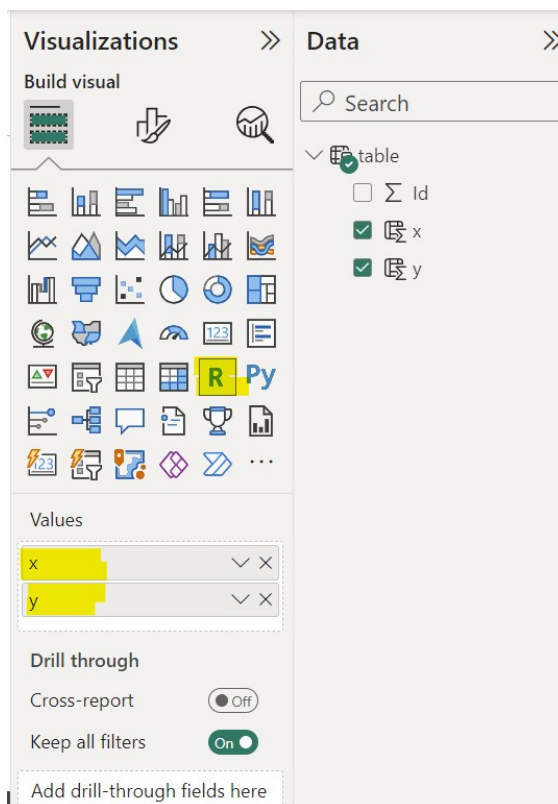 Visualizations
Build visual
123
R Py
123
Values
x
y
Drill through
Cross-report Off
Keep all filters On
Add drill-through fields here
Data
Search
table
Id
x
y